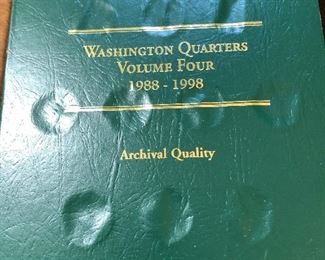 Washington Quarters
Volume Four
1988 - 1998
Archival Quality